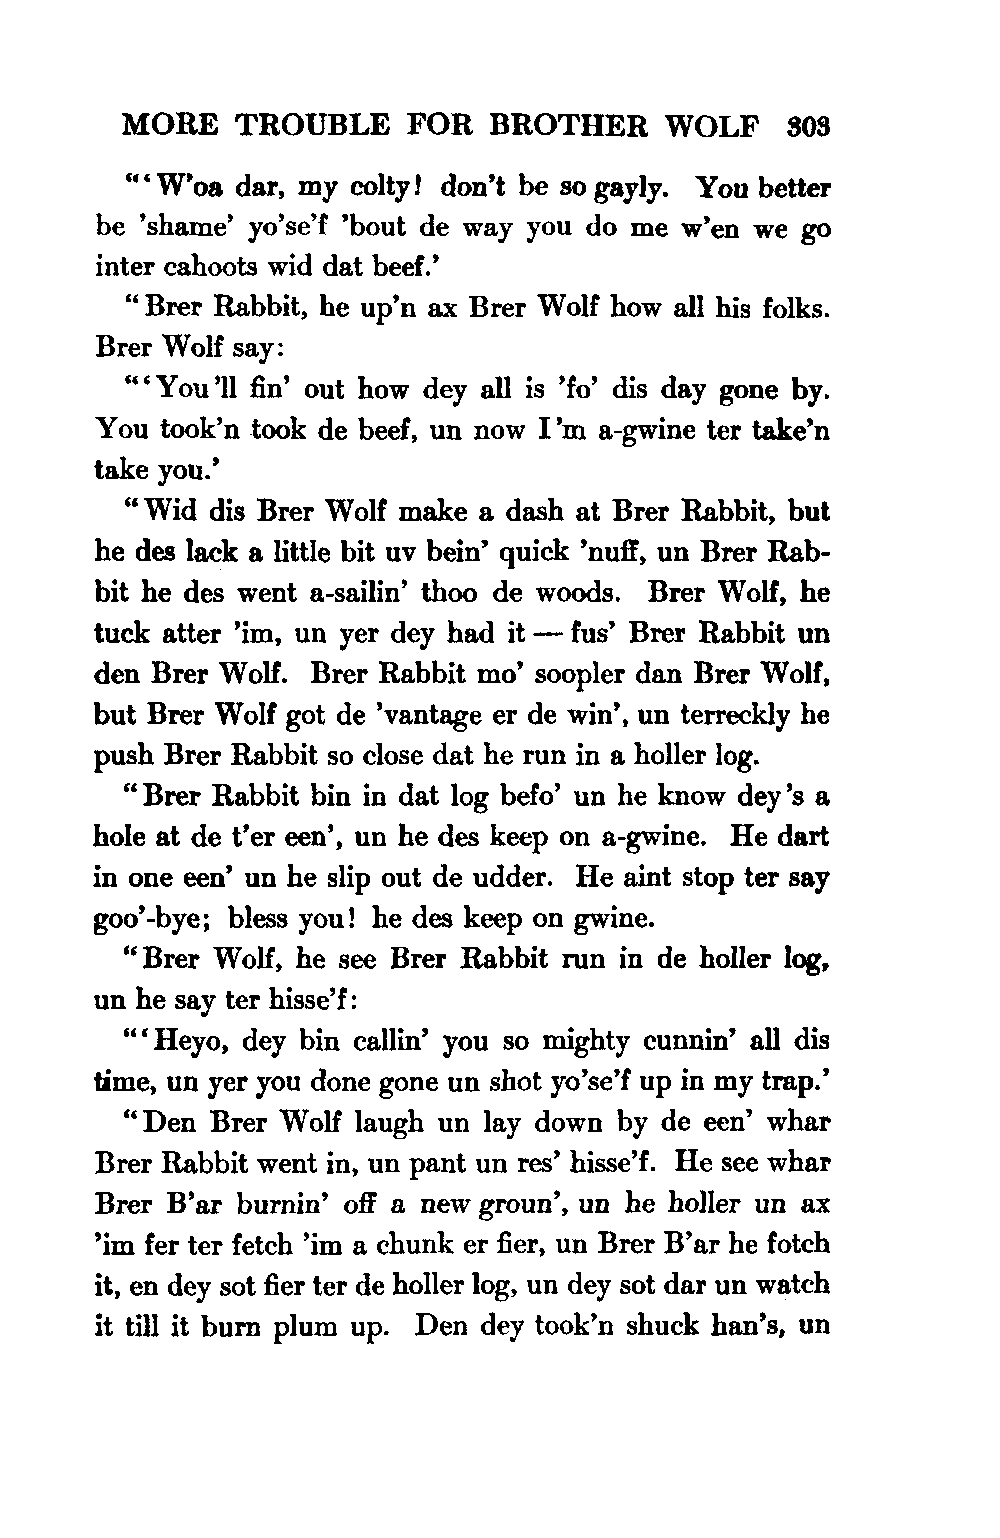 MORE TROUBLE FOR BROTHER WOLF 303
"'W'oa dar, my colty! don't be so gayly. You better
be 'shame' yo'se'f 'bout de way you do me w'en we go
inter cahoots wid dat beef.'
"Brer Rabbit, he up'n ax Brer Wolf how all his folks.
Brer Wolf say:
"'You'll fin' out how dey all is 'fo' dis day gone by.
You took'n took de beef, un now I'm a-gwine ter take'n
take you.'
"Wid dis Brer Wolf make a dash at Brer Rabbit, but
he des lack a little bit uv bein' quick 'nuff, un Brer Rab-
bit he des went a-sailin' thoo de woods. Brer Wolf, he
tuck atter 'im, un yer dey had it — fus' Brer Rabbit un
den Brer Wolf. Brer Rabbit mo' soopler dan Brer Wolf,
but Brer Wolf got de 'vantage er de win', un terreckly he
push Brer Rabbit so close dat he run in a holler log.
"Brer Rabbit bin in dat log befo' un he know dey's a
hole at de t'er een', un he des keep on a-gwine. He dart
in one een' un he slip out de udder. He aint stop ter say
goo'-bye; bless you! he des keep on gwine.
"Brer Wolf, he see Brer Rabbit run in de holler log,
un he say ter hisse'f:
"'Heyo, dey bin callin' you so mighty cunnin' all dis
time, un yer you done gone un shot yo'se'f up in my trap.'
"Den Brer Wolf laugh un lay down by de een' whar
Brer Rabbit went in, un pant un res' hisse'f. He see whar
Brer B'ar burnin' off a new groun', un he holler un ax
'im fer ter fetch 'im a chunk er fier, un Brer B'ar he fotch
it, en dey sot fier ter de holler log, un dey sot dar un watch
it till it burn plum up. Den dey took'n shuck han's, un